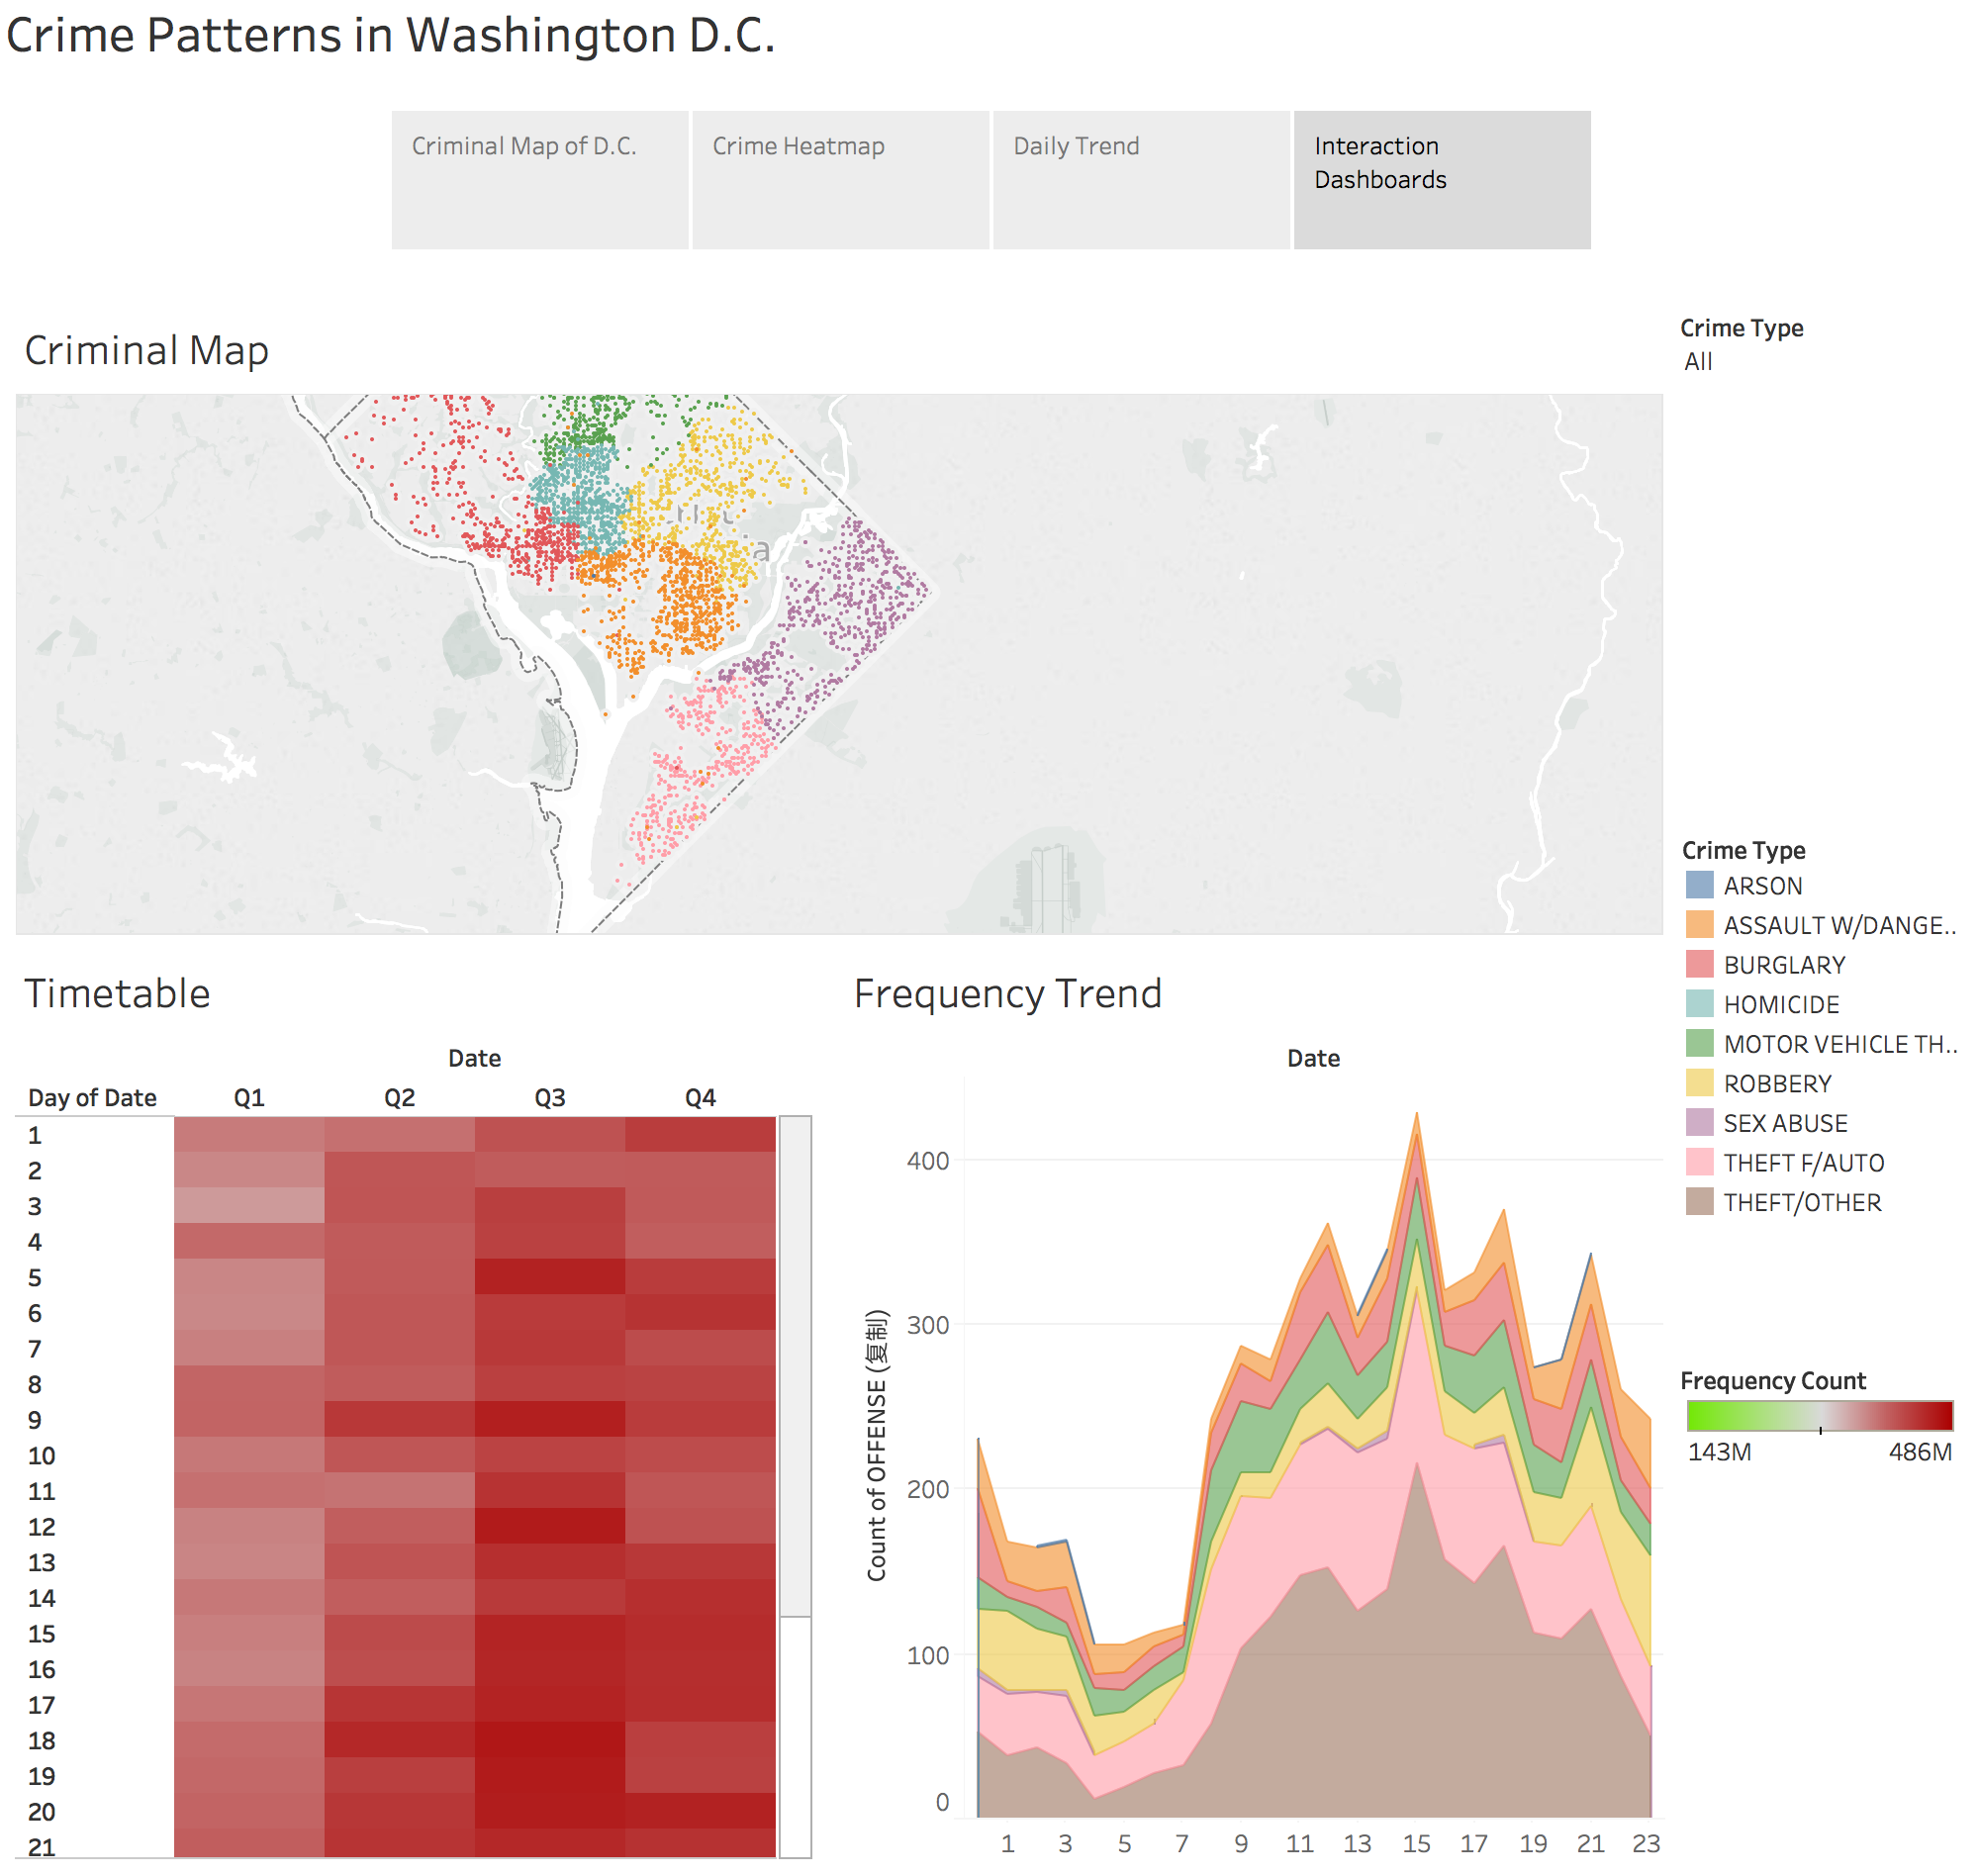 Crime Patterns in Washington D.C.
Criminal Map of D.C.
Crime Heatmap
Daily Trend
Interaction
Dashboards
Criminal Map
Crime Type
All
Crime Type
ARSON
ASSAULT W/DANGE..
BURGLARY
HOMICIDE
MOTOR VEHICLE TH..
ROBBERY
SEX ABUSE
THEFT F/AUTO
THEFT/OTHER
Timetable
Date
Day of Date Q1 Q2 Q3 Q4
1
2
3
4
5
6
7
8
9
10
11
12
13
14
15
16
17
18
19
20
21
Frequency Trend
Date
Count of OFFENSE (复制)
400
300
200
100
0
1 3 5 7 9 11 13 15 17 19 21 23
Frequency Count
143M 486M